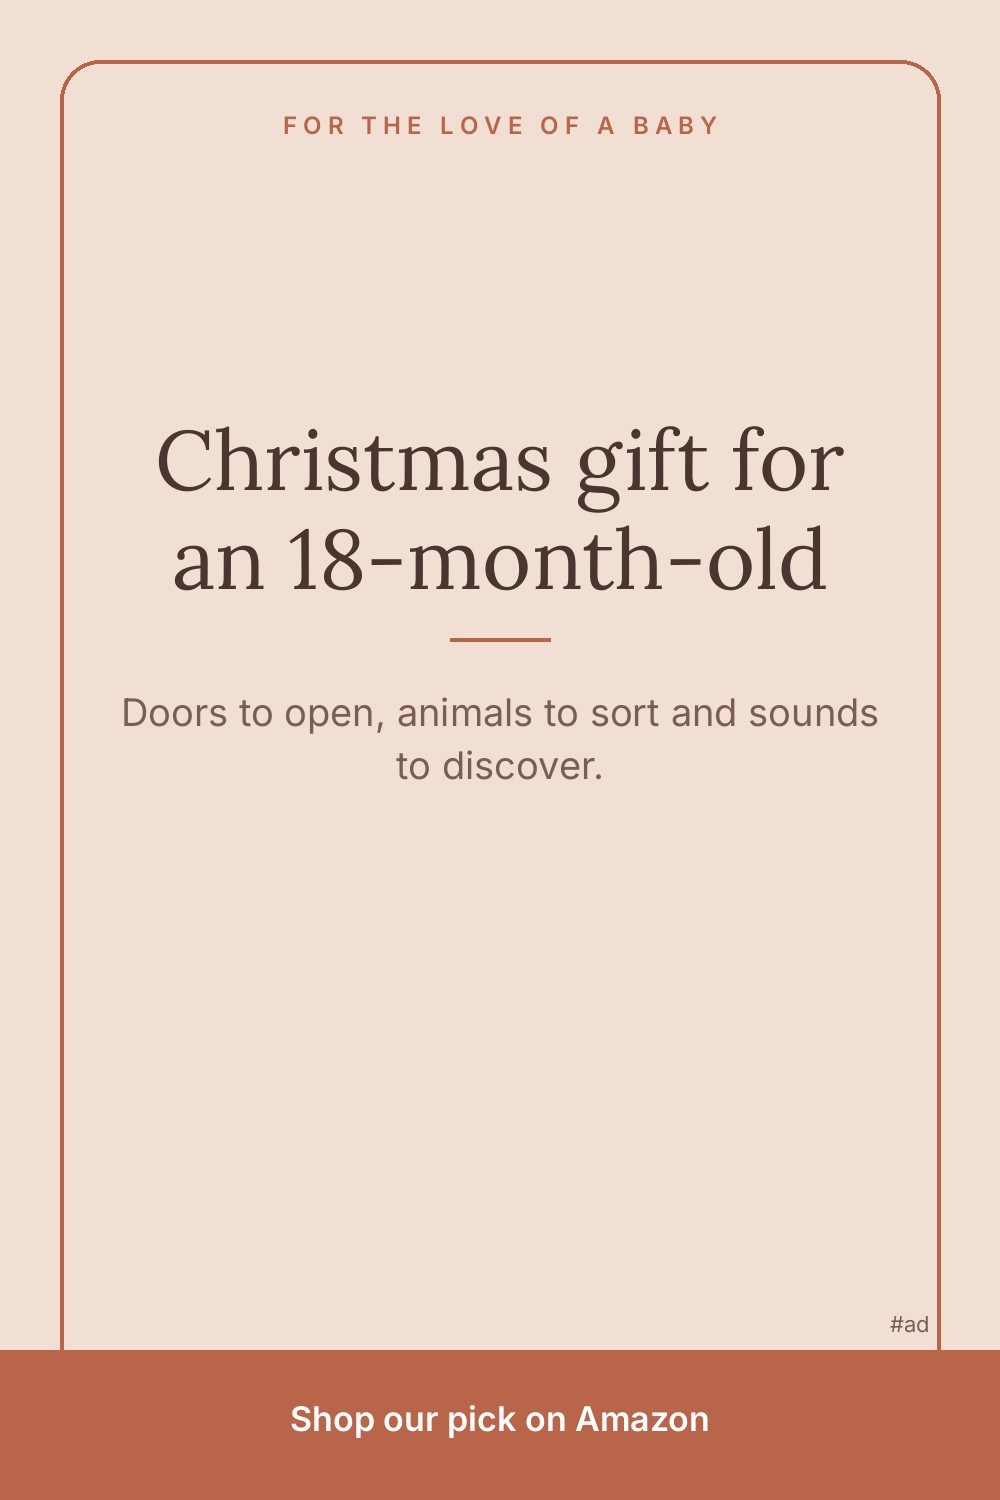 FOR THE LOVE OF A BABY
Christmas gift for
an 18-month-old
Doors to open, animals to sort and sounds
to discover.
#ad
Shop our pick on Amazon